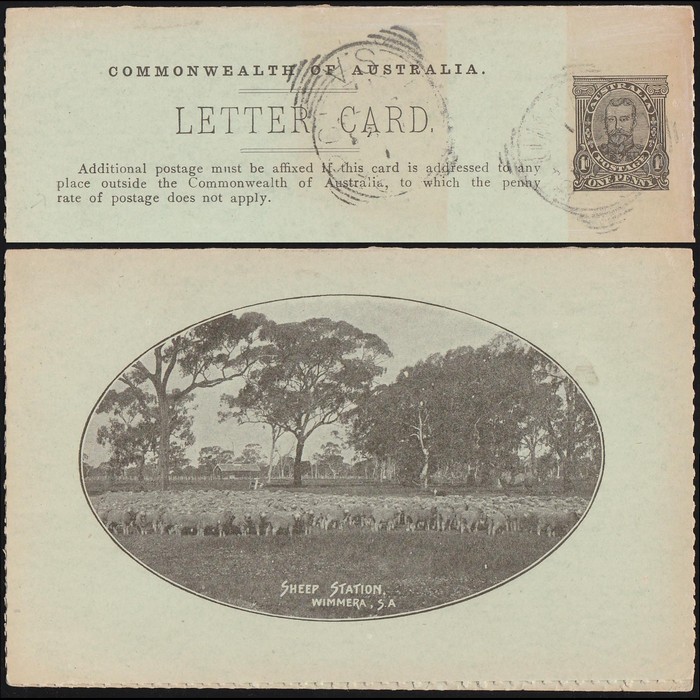 COMMONWEALTH OF AUSTRALIA.
LETTER CARD.
Additional postage must be affixed if this card is addressed to any
place outside the Commonwealth of Australia, to which the penny
rate of postage does not apply.
AUSTRALIA
POSTAGE
1D 1D
ONE PENNY
S.A
SHEEP STATION,
WIMMERA, S.A